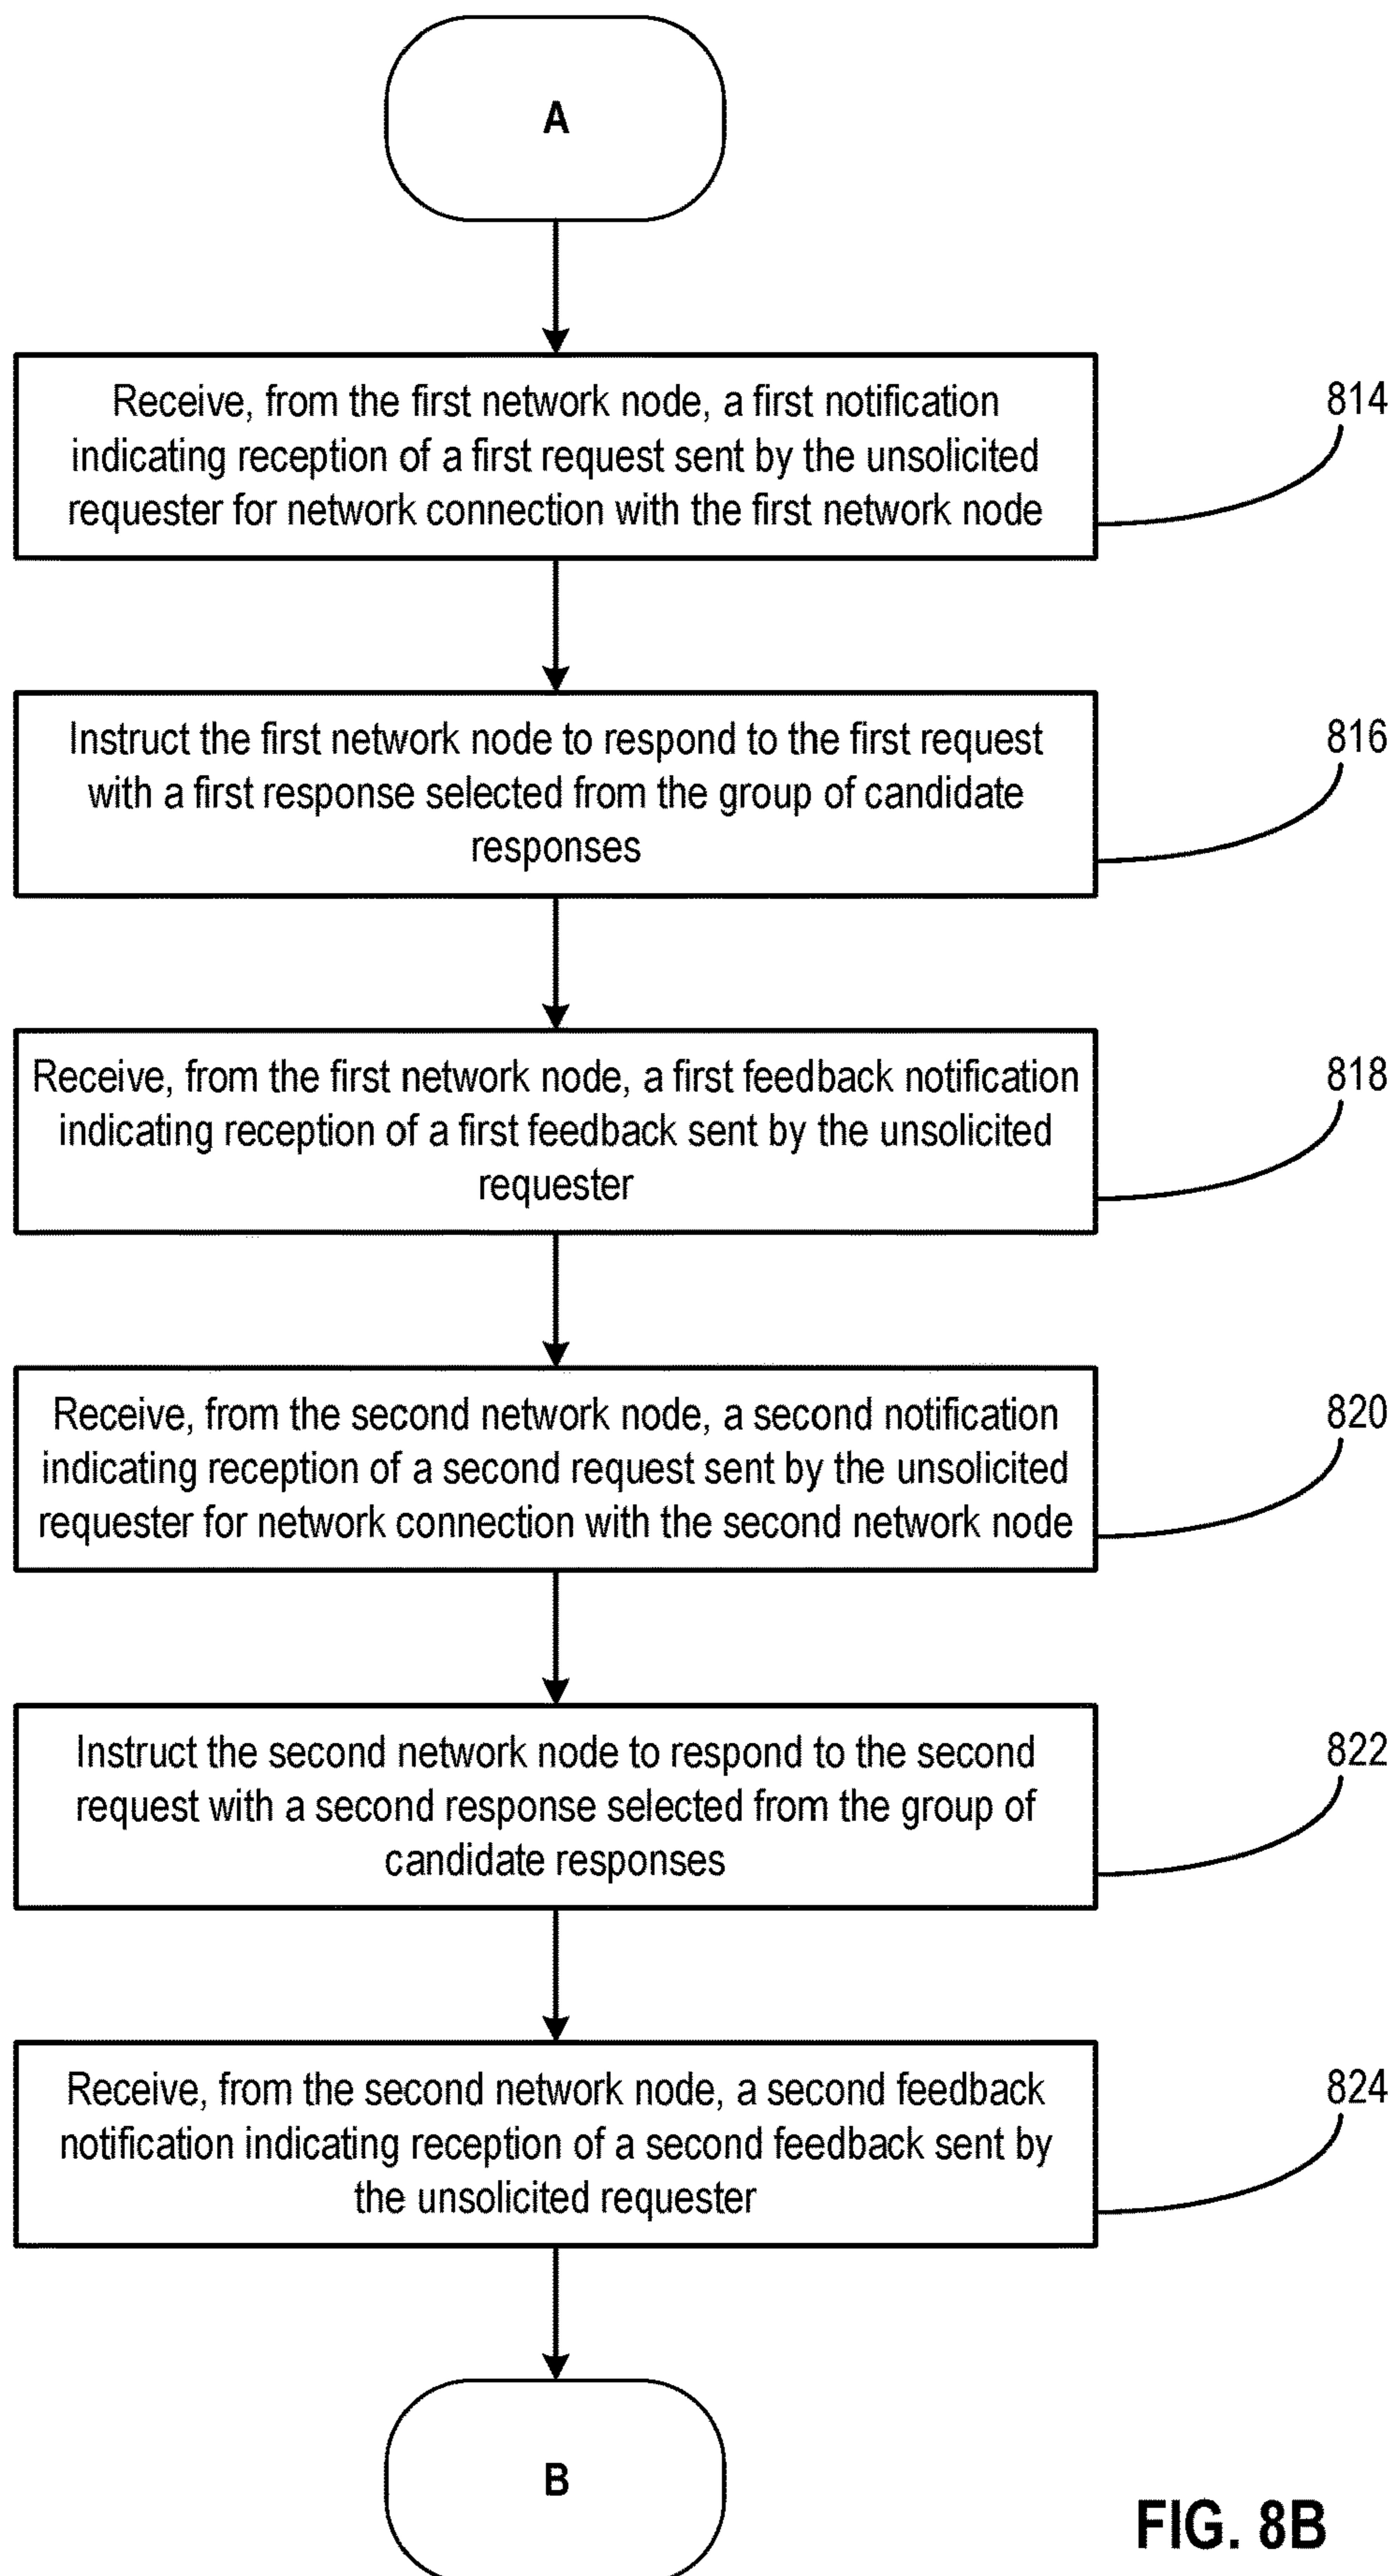 A
Receive, from the first network node, a first notification
indicating reception of a first request sent by the unsolicited
requester for network connection with the first network node
814
Instruct the first network node to respond to the first request
with a first response selected from the group of candidate
responses
816
Receive, from the first network node, a first feedback notification
indicating reception of a first feedback sent by the unsolicited
requester
818
Receive, from the second network node, a second notification
indicating reception of a second request sent by the unsolicited
requester for network connection with the second network node
820
Instruct the second network node to respond to the second
request with a second response selected from the group of
candidate responses
822
Receive, from the second network node, a second feedback
notification indicating reception of a second feedback sent by
the unsolicited requester
824
B
FIG. 8B